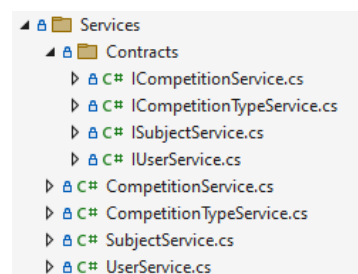 Services
Contracts
C# ICompetitionService.cs
C# ICompetitionTypeService.cs
C# ISubjectService.cs
C# IUserService.cs
C# CompetitionService.cs
C# CompetitionTypeService.cs
C# SubjectService.cs
C# UserService.cs